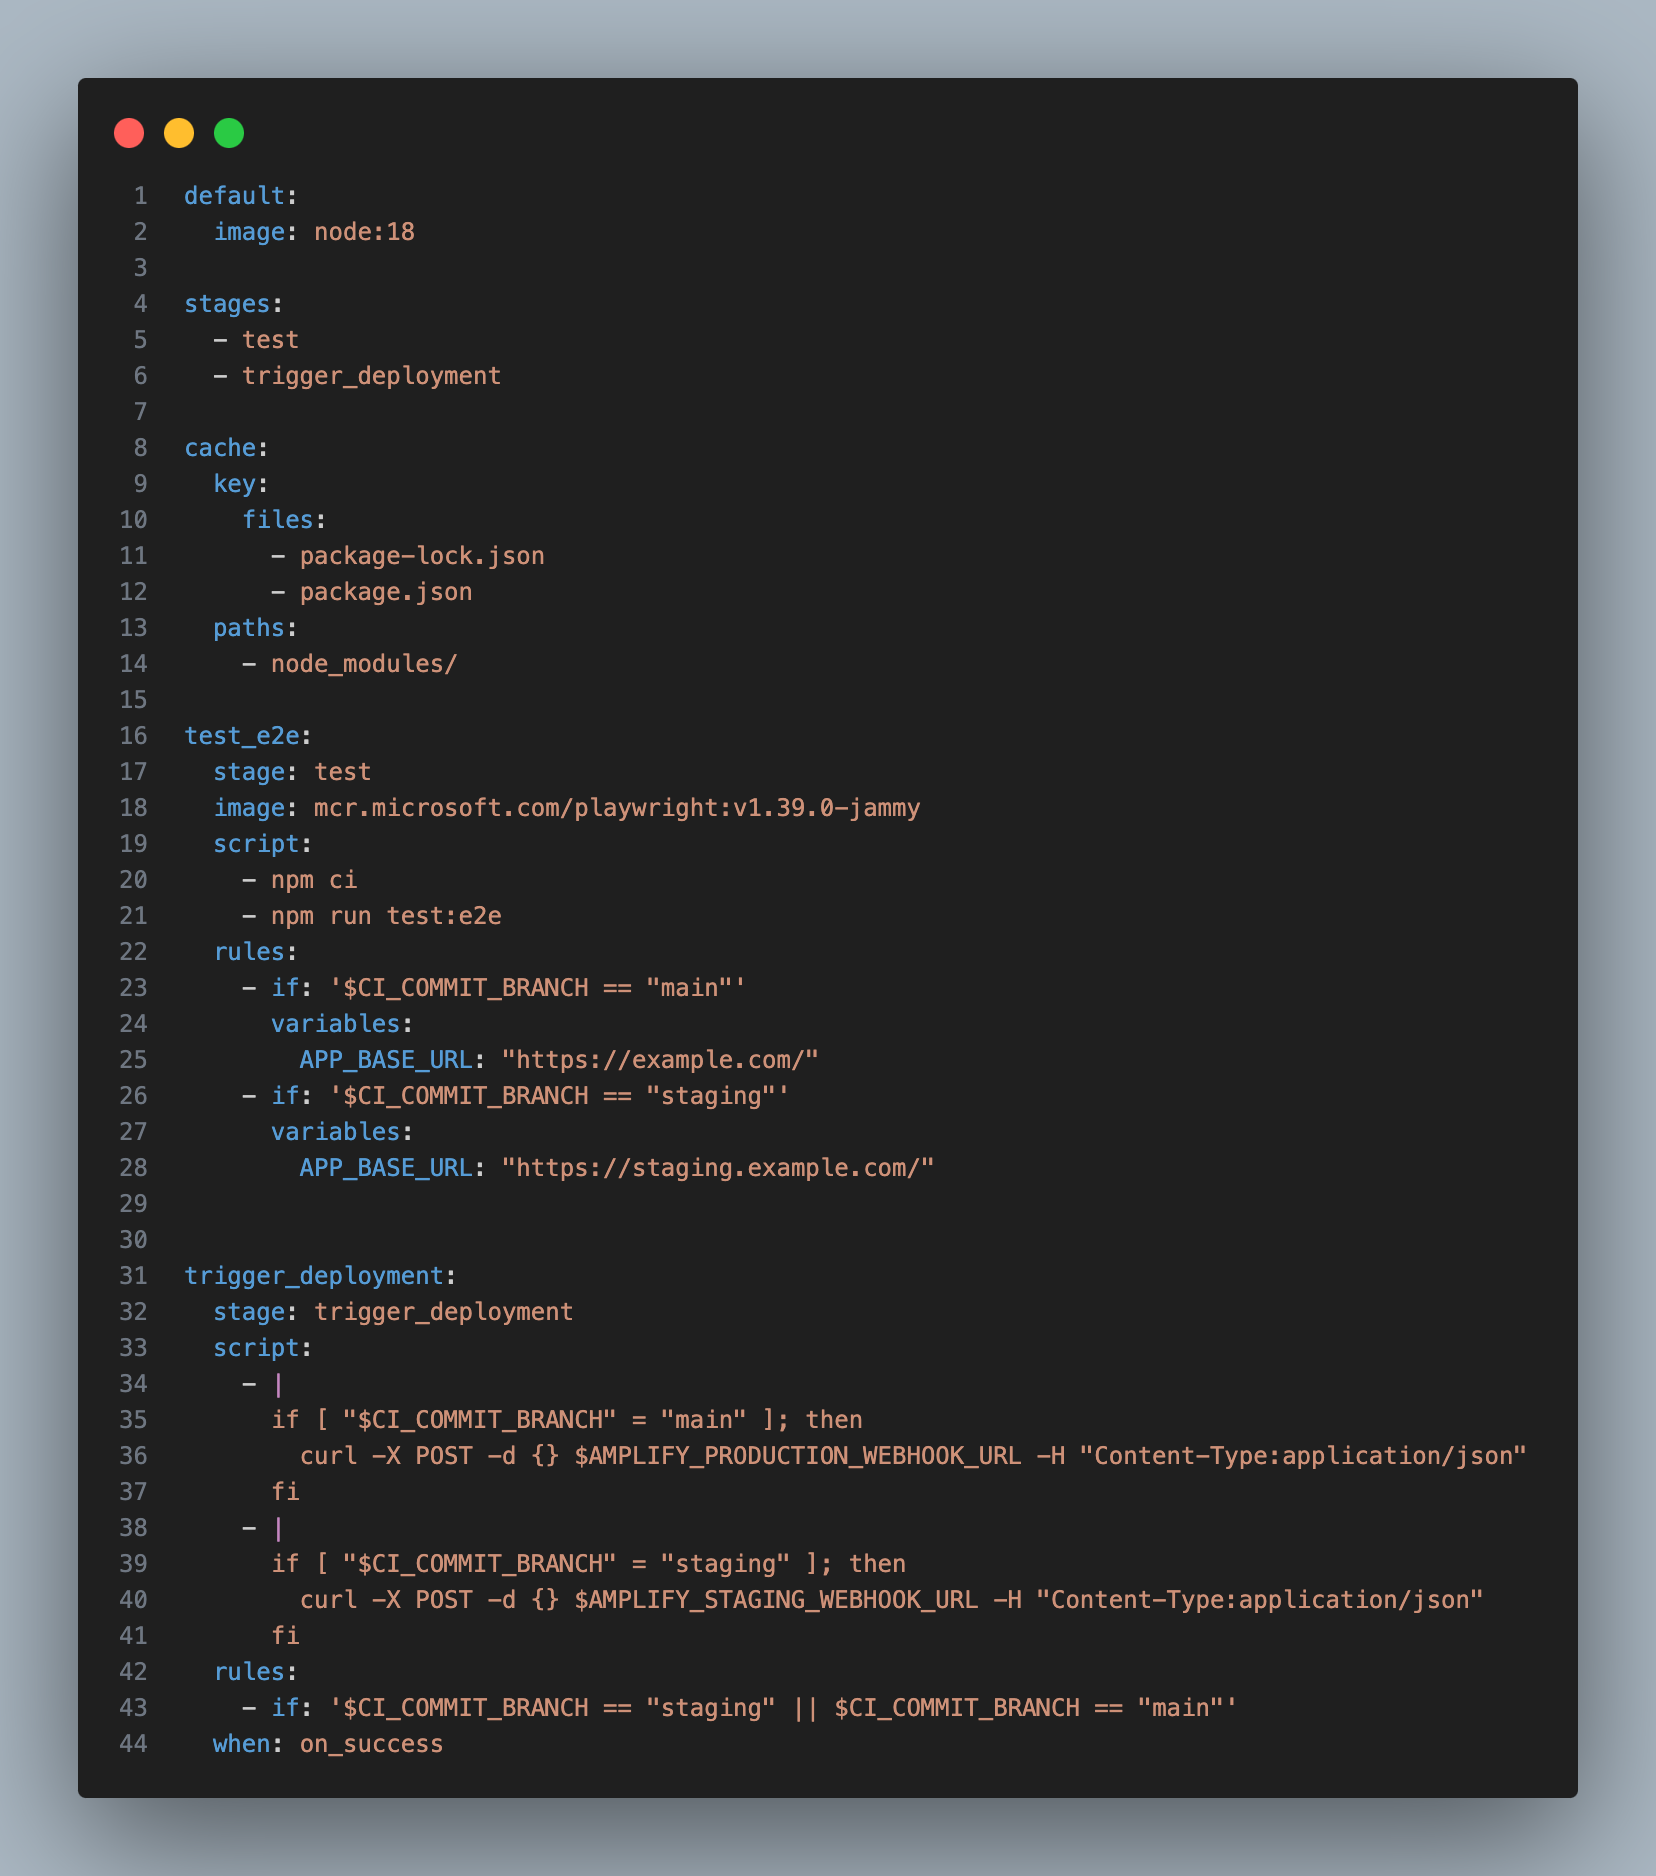 1 default:
2   image: node:18
3
4 stages:
5   - test
6   - trigger_deployment
7
8 cache:
9   key:
10     files:
11       - package-lock.json
12       - package.json
13   paths:
14     - node_modules/
15
16 test_e2e:
17   stage: test
18   image: mcr.microsoft.com/playwright:v1.39.0-jammy
19   script:
20     - npm ci
21     - npm run test:e2e
22   rules:
23     - if: '$CI_COMMIT_BRANCH == "main"'
24       variables:
25         APP_BASE_URL: "https://example.com/"
26     - if: '$CI_COMMIT_BRANCH == "staging"'
27       variables:
28         APP_BASE_URL: "https://staging.example.com/"
29
30
31 trigger_deployment:
32   stage: trigger_deployment
33   script:
34     - |
35       if [ "$CI_COMMIT_BRANCH" = "main" ]; then
36         curl -X POST -d {} $AMPLIFY_PRODUCTION_WEBHOOK_URL -H "Content-Type:application/json"
37       fi
38     - |
39       if [ "$CI_COMMIT_BRANCH" = "staging" ]; then
40         curl -X POST -d {} $AMPLIFY_STAGING_WEBHOOK_URL -H "Content-Type:application/json"
41       fi
42   rules:
43     - if: '$CI_COMMIT_BRANCH == "staging" || $CI_COMMIT_BRANCH == "main"'
44   when: on_success